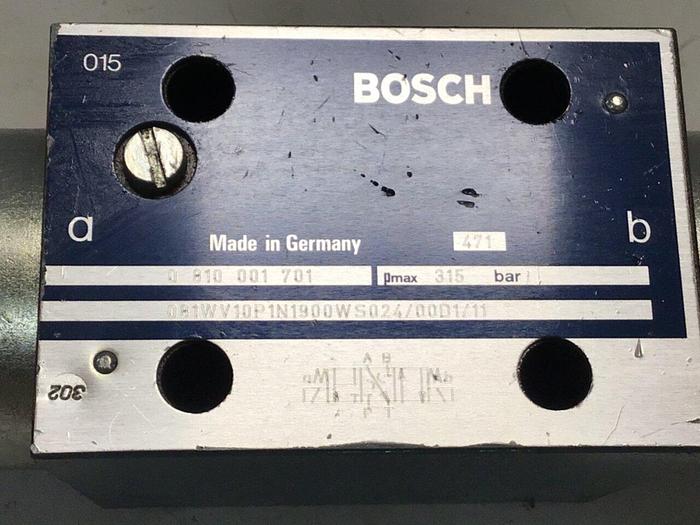 015
BOSCH
a
b
Made in Germany 471
0 810 001 701 pmax 315 bar
081WV10P1N1900WS024/00D1/11
302
A B